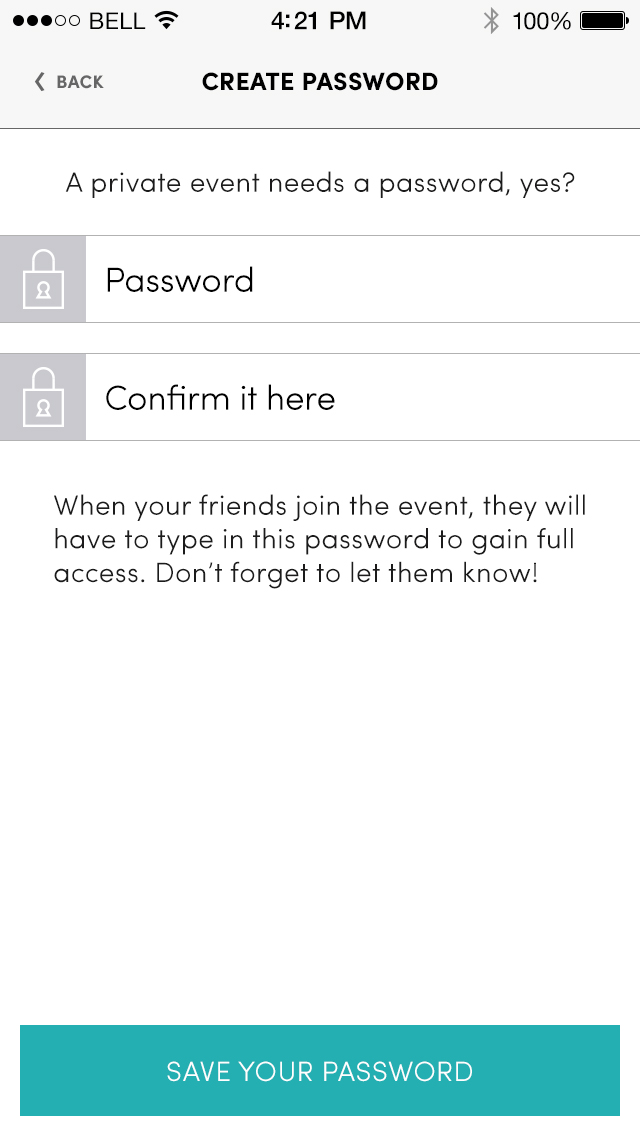 BELL 4:21 PM 100%
BACK CREATE PASSWORD
A private event needs a password, yes?
Password
Confirm it here
When your friends join the event, they will
have to type in this password to gain full
access. Don’t forget to let them know!
SAVE YOUR PASSWORD